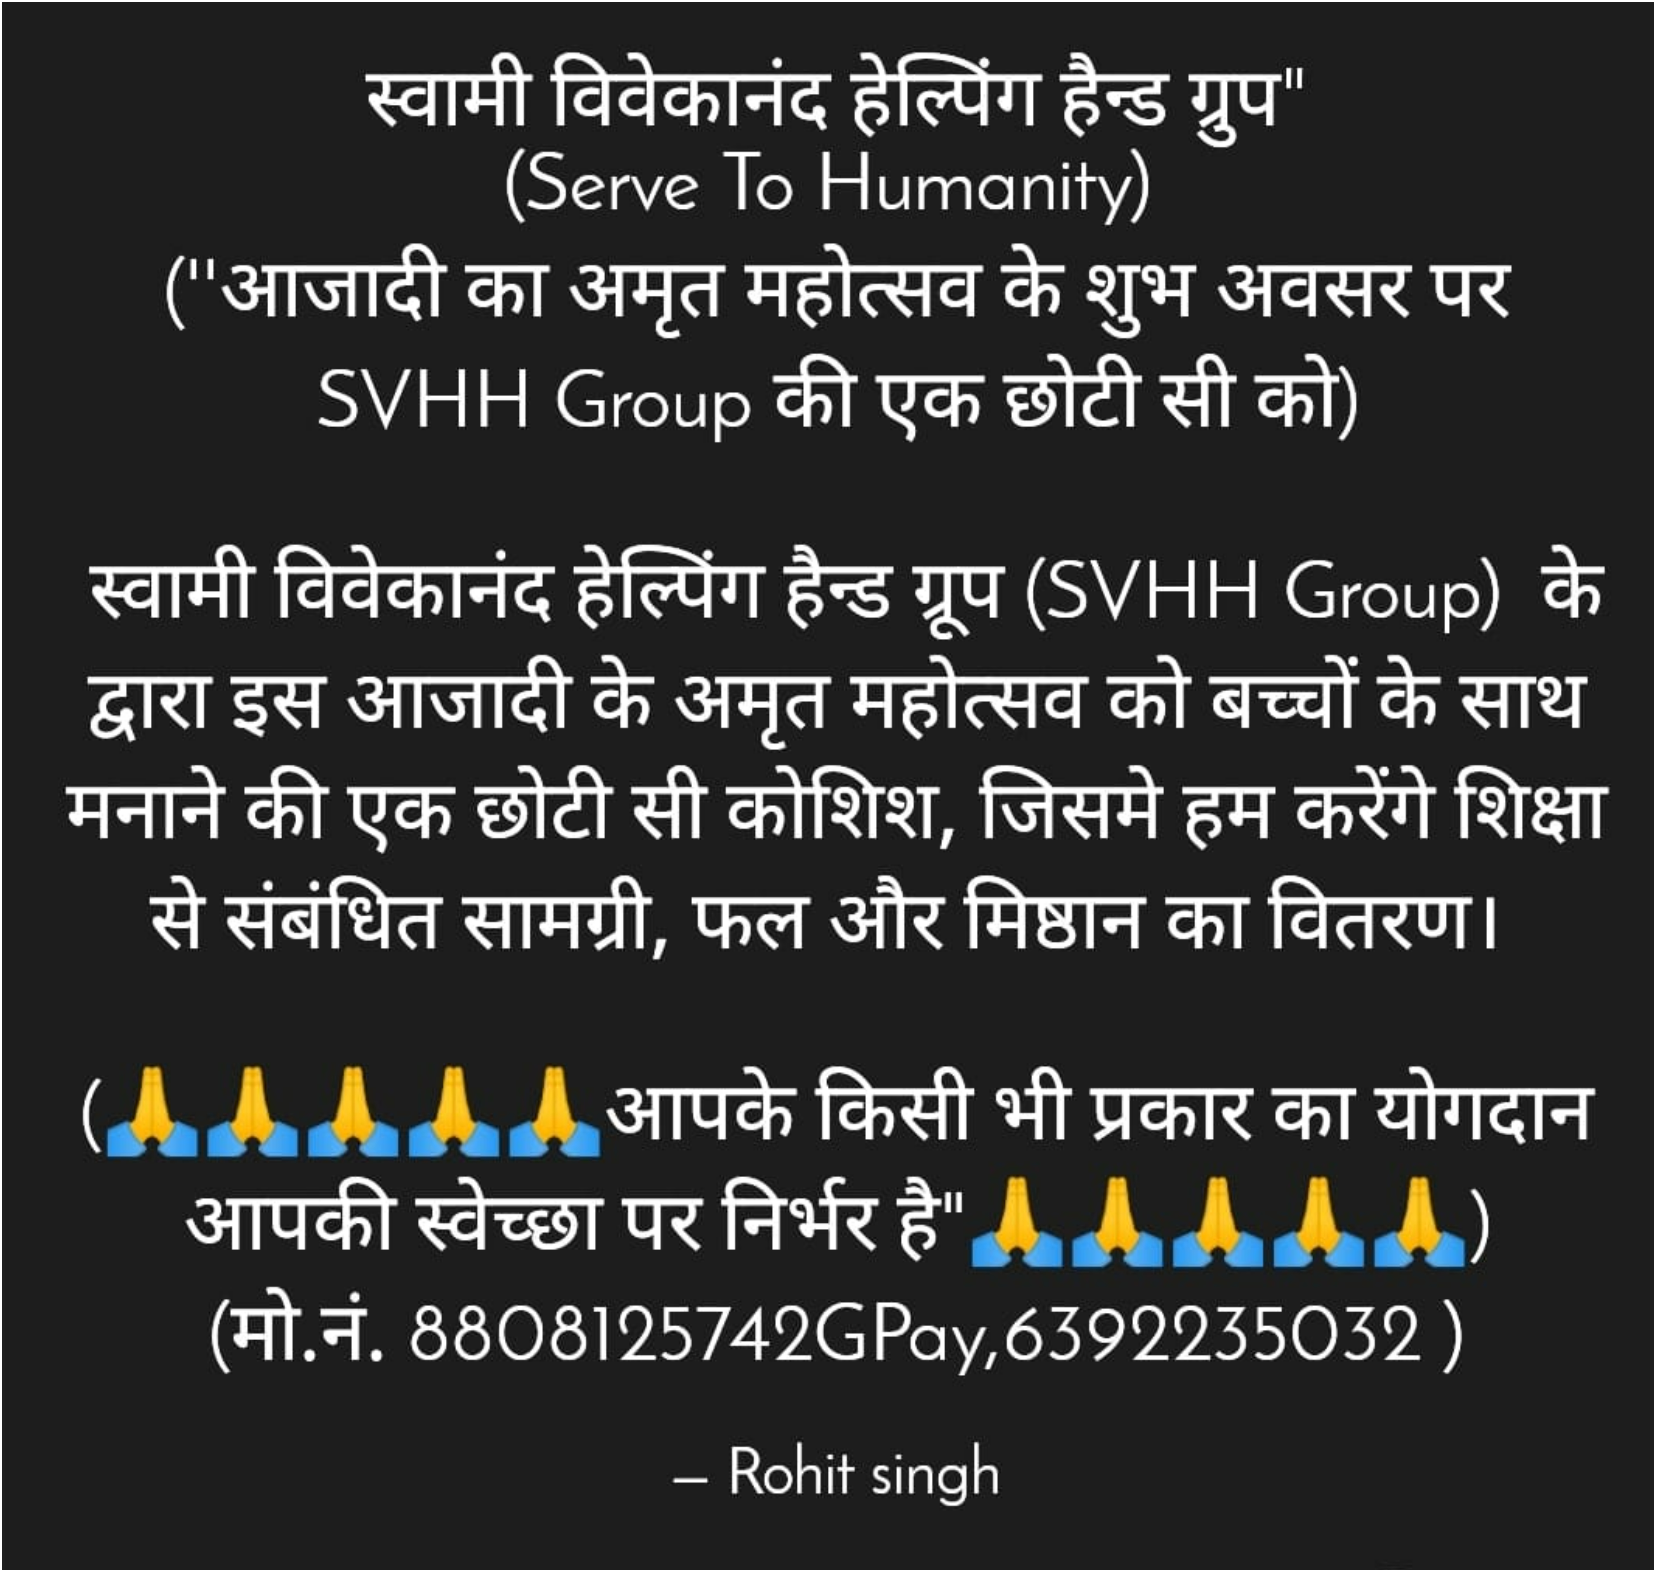 स्वामी विवेकानंद हेल्पिंग हैन्ड ग्रुप"
(Serve To Humanity)
(''आजादी का अमृत महोत्सव के शुभ अवसर पर
SVHH Group की एक छोटी सी को)
स्वामी विवेकानंद हेल्पिंग हैन्ड ग्रूप (SVHH Group) के
द्वारा इस आजादी के अमृत महोत्सव को बच्चों के साथ
मनाने की एक छोटी सी कोशिश, जिसमे हम करेंगे शिक्षा
से संबंधित सामग्री, फल और मिष्ठान का वितरण।
(🙏🙏🙏🙏🙏आपके किसी भी प्रकार का योगदान
आपकी स्वेच्छा पर निर्भर है"🙏🙏🙏🙏🙏)
(मो.नं. 8808125742GPay,6392235032 )
– Rohit singh